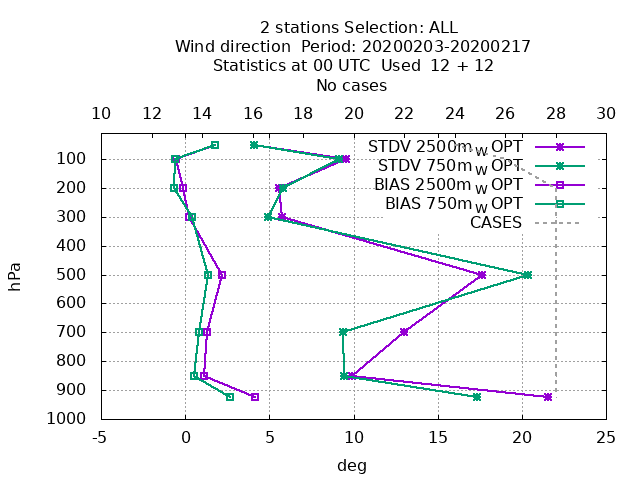 2 stations Selection: ALL
Wind direction  Period: 20200203-20200217
Statistics at 00 UTC  Used  12 + 12
No cases
10 12 14 16 18 20 22 24 26 28 30
STDV 2500m_W OPT
STDV 750m_W OPT
BIAS 2500m_W OPT
BIAS 750m_W OPT
CASES
100
200
300
400
500
600
700
800
900
1000
hPa
-5 0 5 10 15 20 25
deg